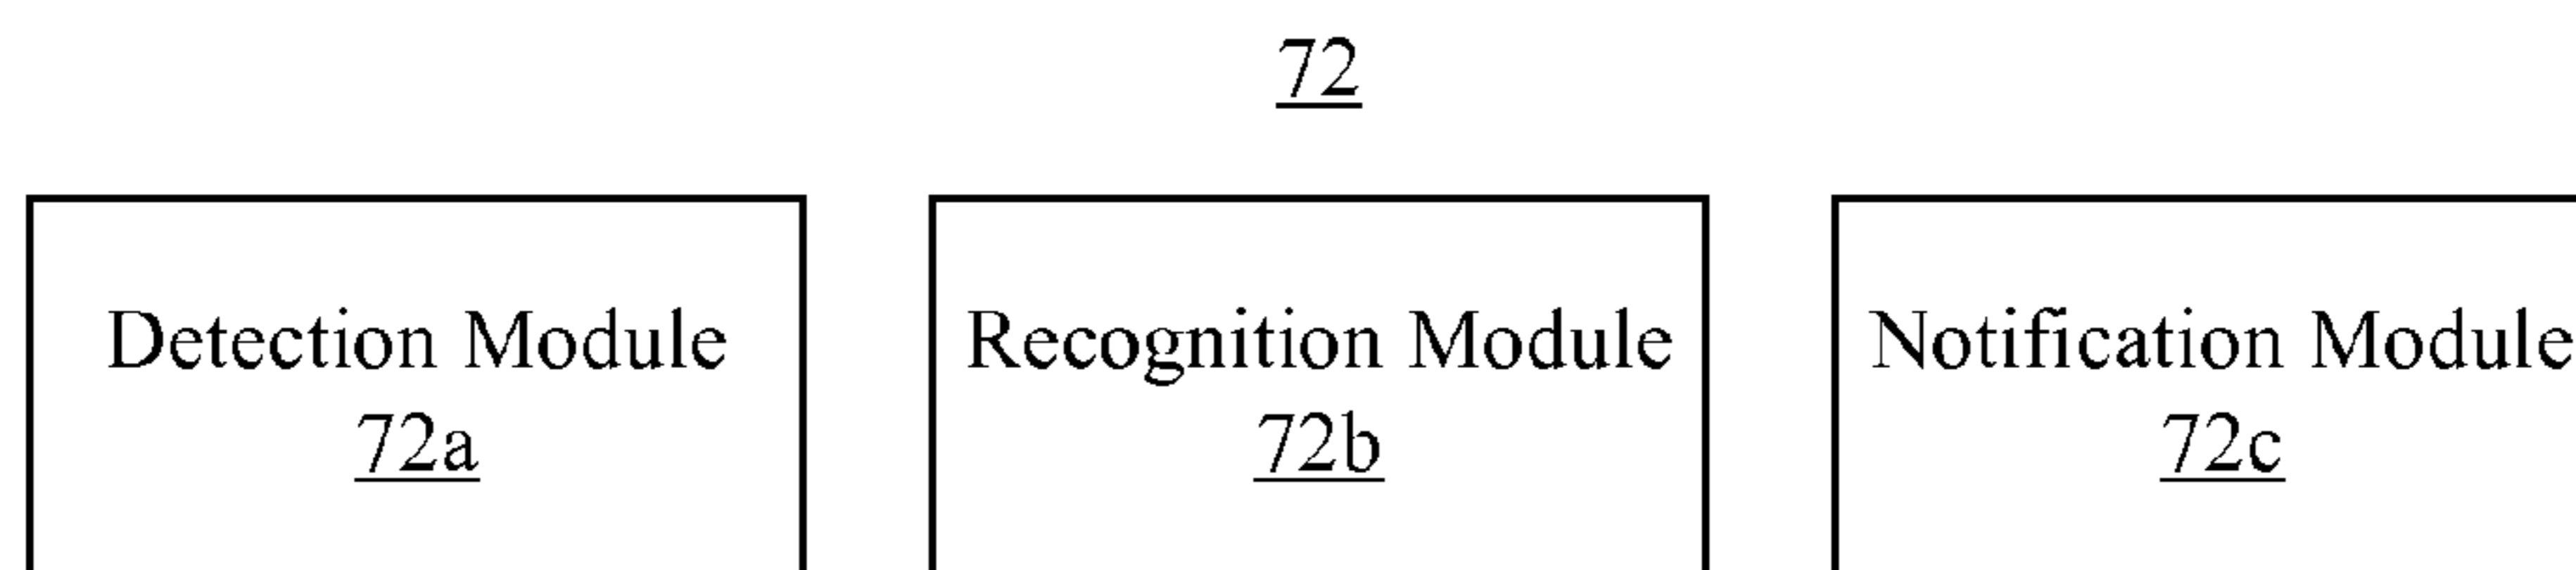 72
Detection Module
72a
Recognition Module
72b
Notification Module
72c